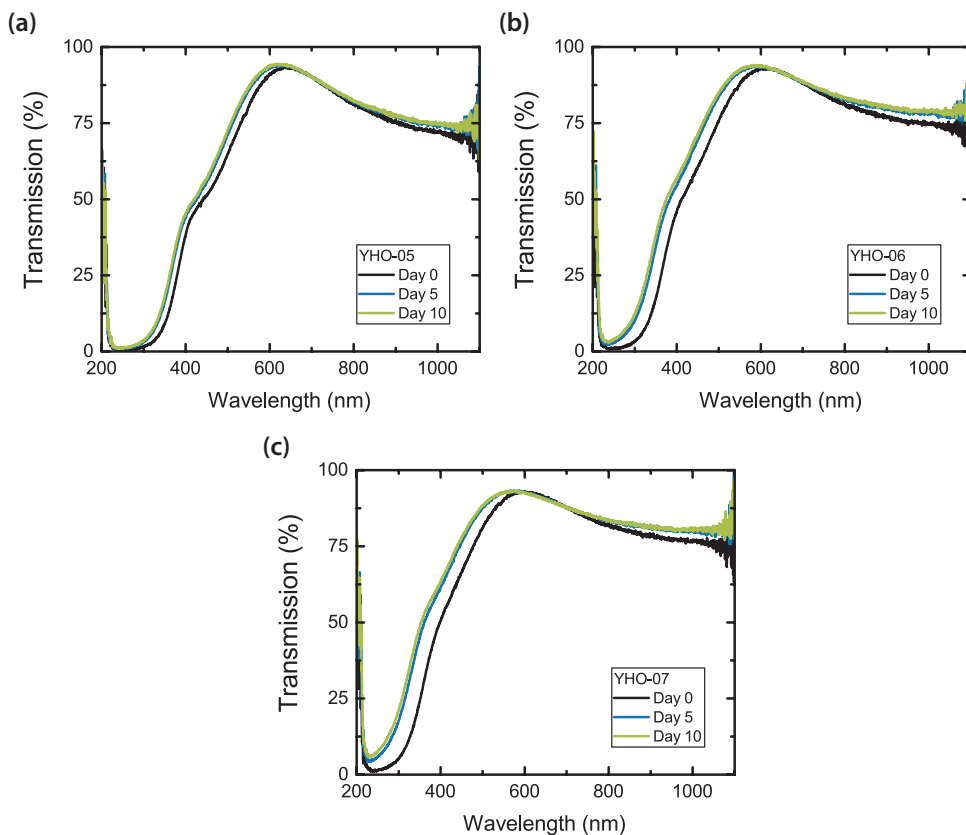 (a)
100
75
50
25
0
Transmission (%)
YHO-05
Day 0
Day 5
Day 10
200 400 600 800 1000
Wavelength (nm)
(b)
100
75
50
25
0
Transmission (%)
YHO-06
Day 0
Day 5
Day 10
200 400 600 800 1000
Wavelength (nm)
(c)
100
75
50
25
0
Transmission (%)
YHO-07
Day 0
Day 5
Day 10
200 400 600 800 1000
Wavelength (nm)